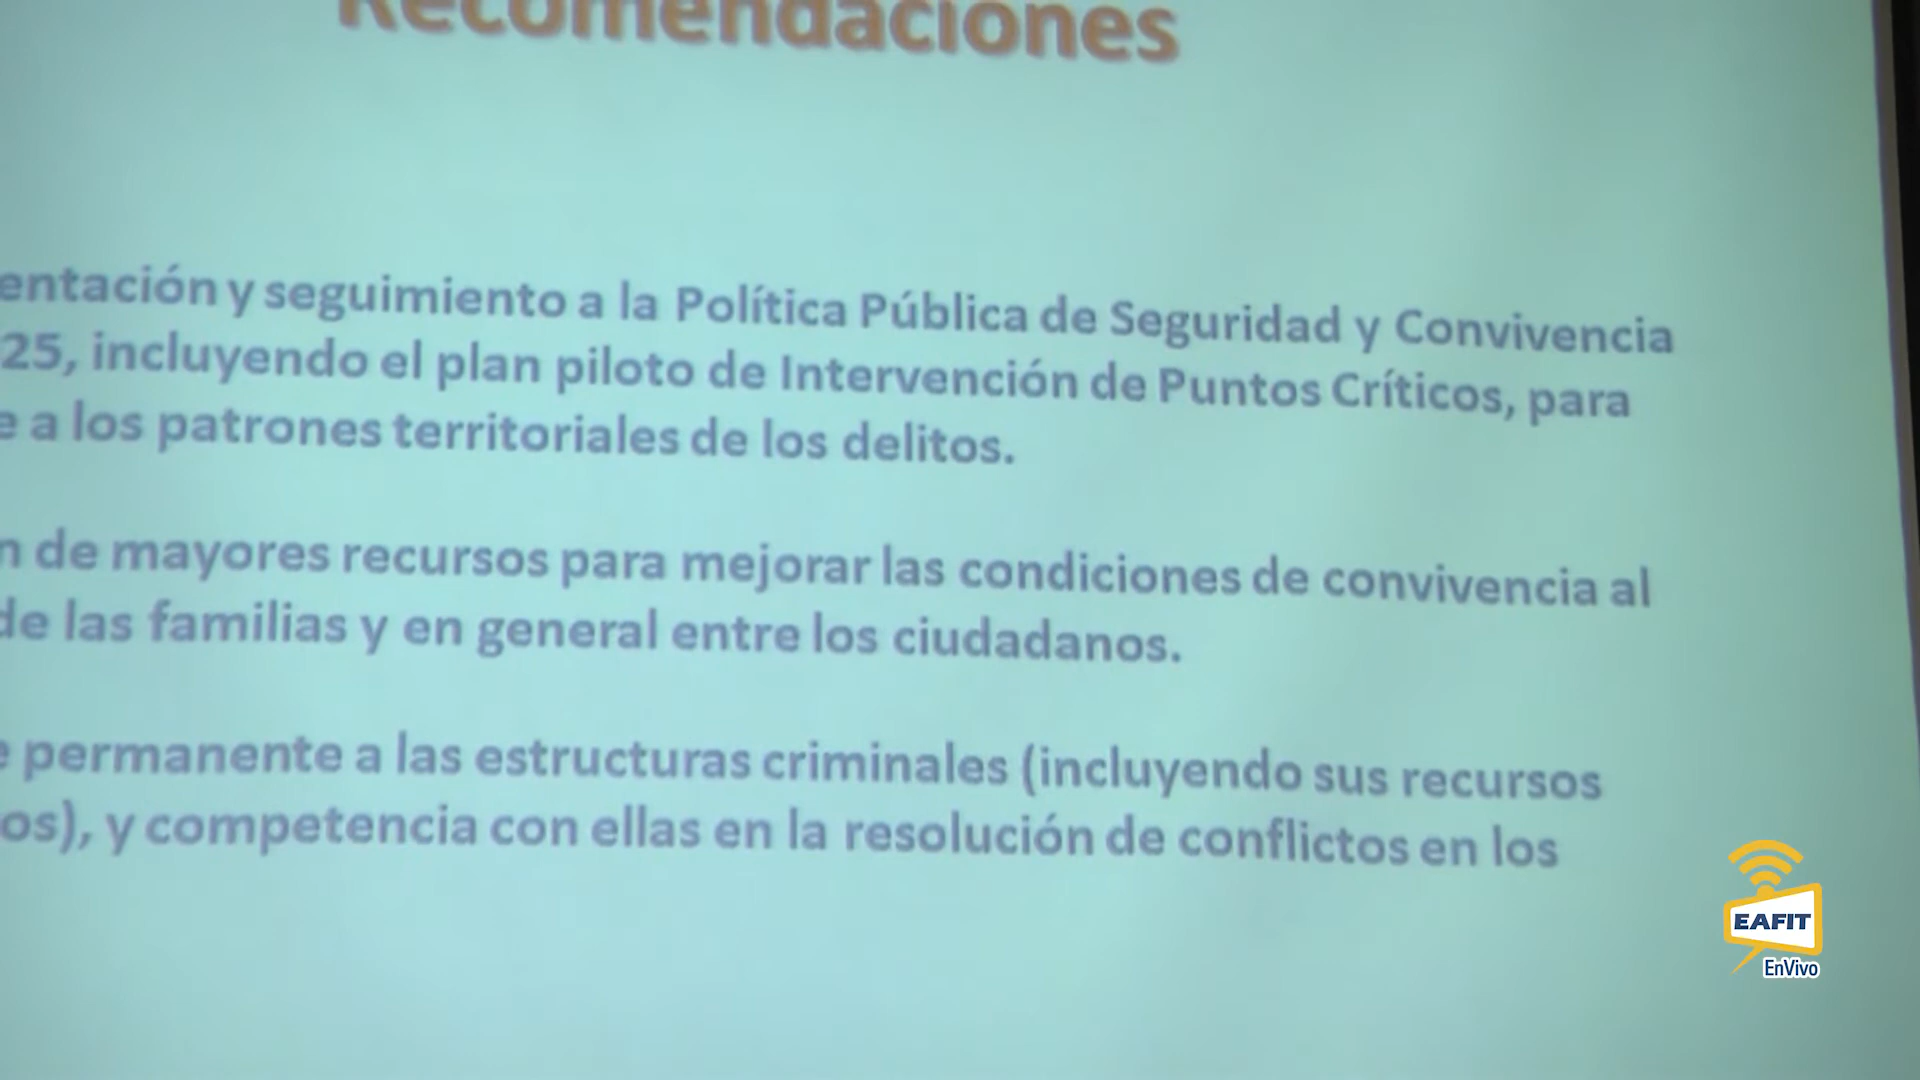 Recomendaciones
entación y seguimiento a la Política Pública de Seguridad y Convivencia
25, incluyendo el plan piloto de Intervención de Puntos Críticos, para
e a los patrones territoriales de los delitos.
n de mayores recursos para mejorar las condiciones de convivencia al
de las familias y en general entre los ciudadanos.
e permanente a las estructuras criminales (incluyendo sus recursos
os), y competencia con ellas en la resolución de conflictos en los
EAFIT
EnVivo